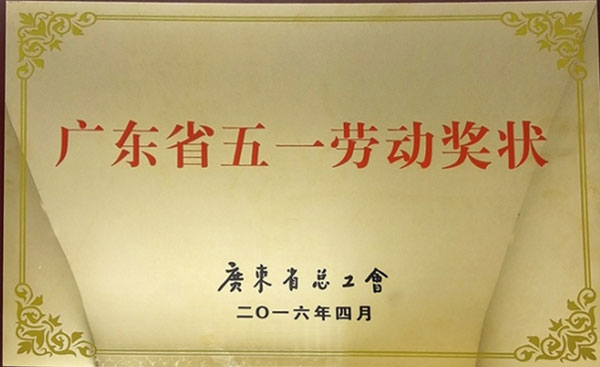 广东省五一劳动奖状
廣東省总工會
二〇一六年四月